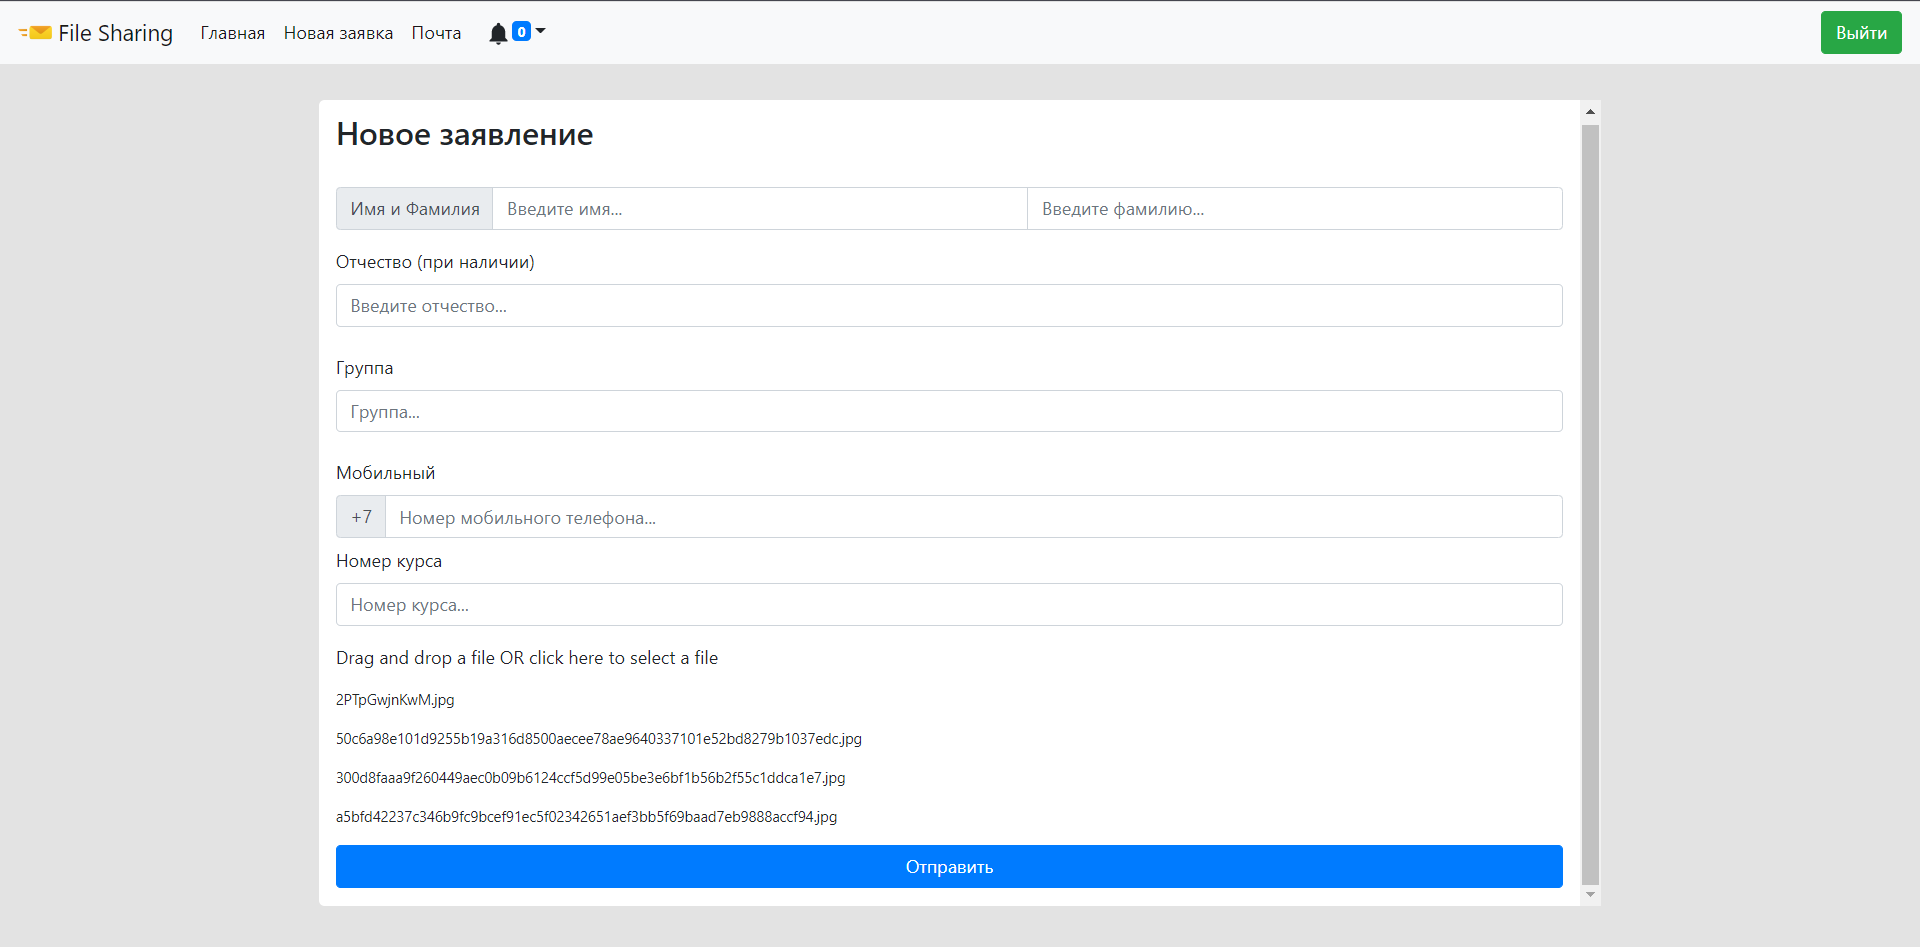 File Sharing Главная Новая заявка Почта 0 Выйти
Новое заявление
Имя и Фамилия Введите имя... Введите фамилию...
Отчество (при наличии)
Введите отчество...
Группа
Группа...
Мобильный
+7 Номер мобильного телефона...
Номер курса
Номер курса...
Drag and drop a file OR click here to select a file
2PTpGwjnKwM.jpg
50c6a98e101d9255b19a316d8500aecee78ae9640337101e52bd8279b1037edc.jpg
300d8faaa9f260449aec0b09b6124ccf5d99e05be3e6bf1b56b2f55c1ddca1e7.jpg
a5bfd42237c346b9fc9bcef91ec5f02342651aef3bb5f69baad7eb9888accf94.jpg
Отправить